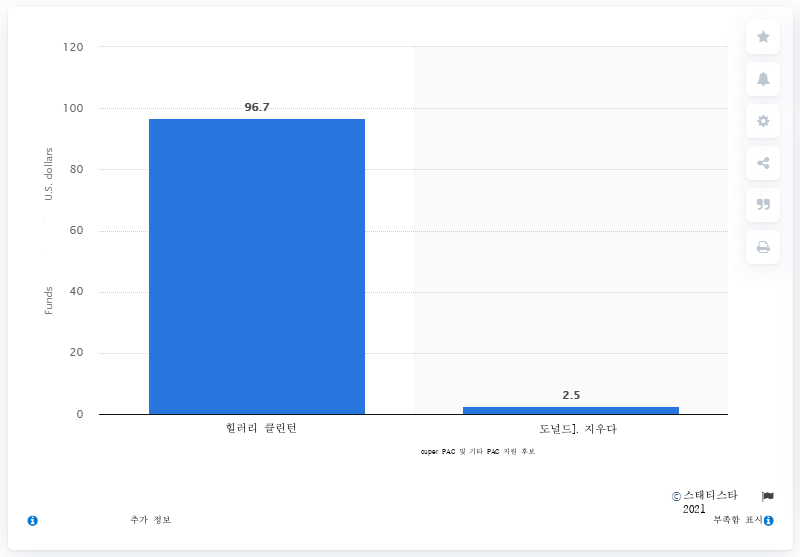 120
100
80
60
40
20
0
U.S. dollars
Funds
96.7
2.5
힐러리 클린턴
도널드]. 지우다
cuper PAC 및 기타 PAC 지원 후보
© 스태티스타
2021
추가 정보
부족함 표시